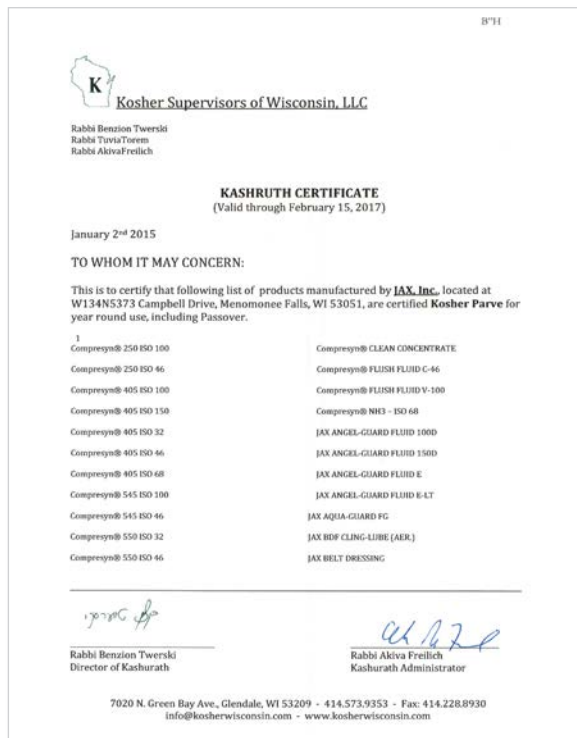 B"H
K
Kosher Supervisors of Wisconsin, LLC
Rabbi Benzion Twerski
Rabbi TuviaTorem
Rabbi AkivaFreilich
KASHRUTH CERTIFICATE
(Valid through February 15, 2017)
January 2nd 2015
TO WHOM IT MAY CONCERN:
This is to certify that following list of products manufactured by JAX, Inc., located at
W134N5373 Campbell Drive, Menomonee Falls, WI 53051, are certified Kosher Parve for
year round use, including Passover.
1
Compresyn® 250 ISO 100 Compresyn® CLEAN CONCENTRATE
Compresyn® 250 ISO 46 Compresyn® FLUSH FLUID C-46
Compresyn® 405 ISO 100 Compresyn® FLUSH FLUID V-100
Compresyn® 405 ISO 150 Compresyn® NH3 – ISO 68
Compresyn® 405 ISO 32 JAX ANGEL-GUARD FLUID 100D
Compresyn® 405 ISO 46 JAX ANGEL-GUARD FLUID 150D
Compresyn® 405 ISO 68 JAX ANGEL-GUARD FLUID E
Compresyn® 545 ISO 100 JAX ANGEL-GUARD FLUID E-LT
Compresyn® 545 ISO 46 JAX AQUA-GUARD FG
Compresyn® 550 ISO 32 JAX BDF CLING-LUBE (AER.)
Compresyn® 550 ISO 46 JAX BELT DRESSING
Rabbi Benzion Twerski Rabbi Akiva Freilich
Director of Kashurath Kashurath Administrator
7020 N. Green Bay Ave., Glendale, WI 53209 - 414.573.9353 - Fax: 414.228.8930
info@kosherwisconsin.com - www.kosherwisconsin.com